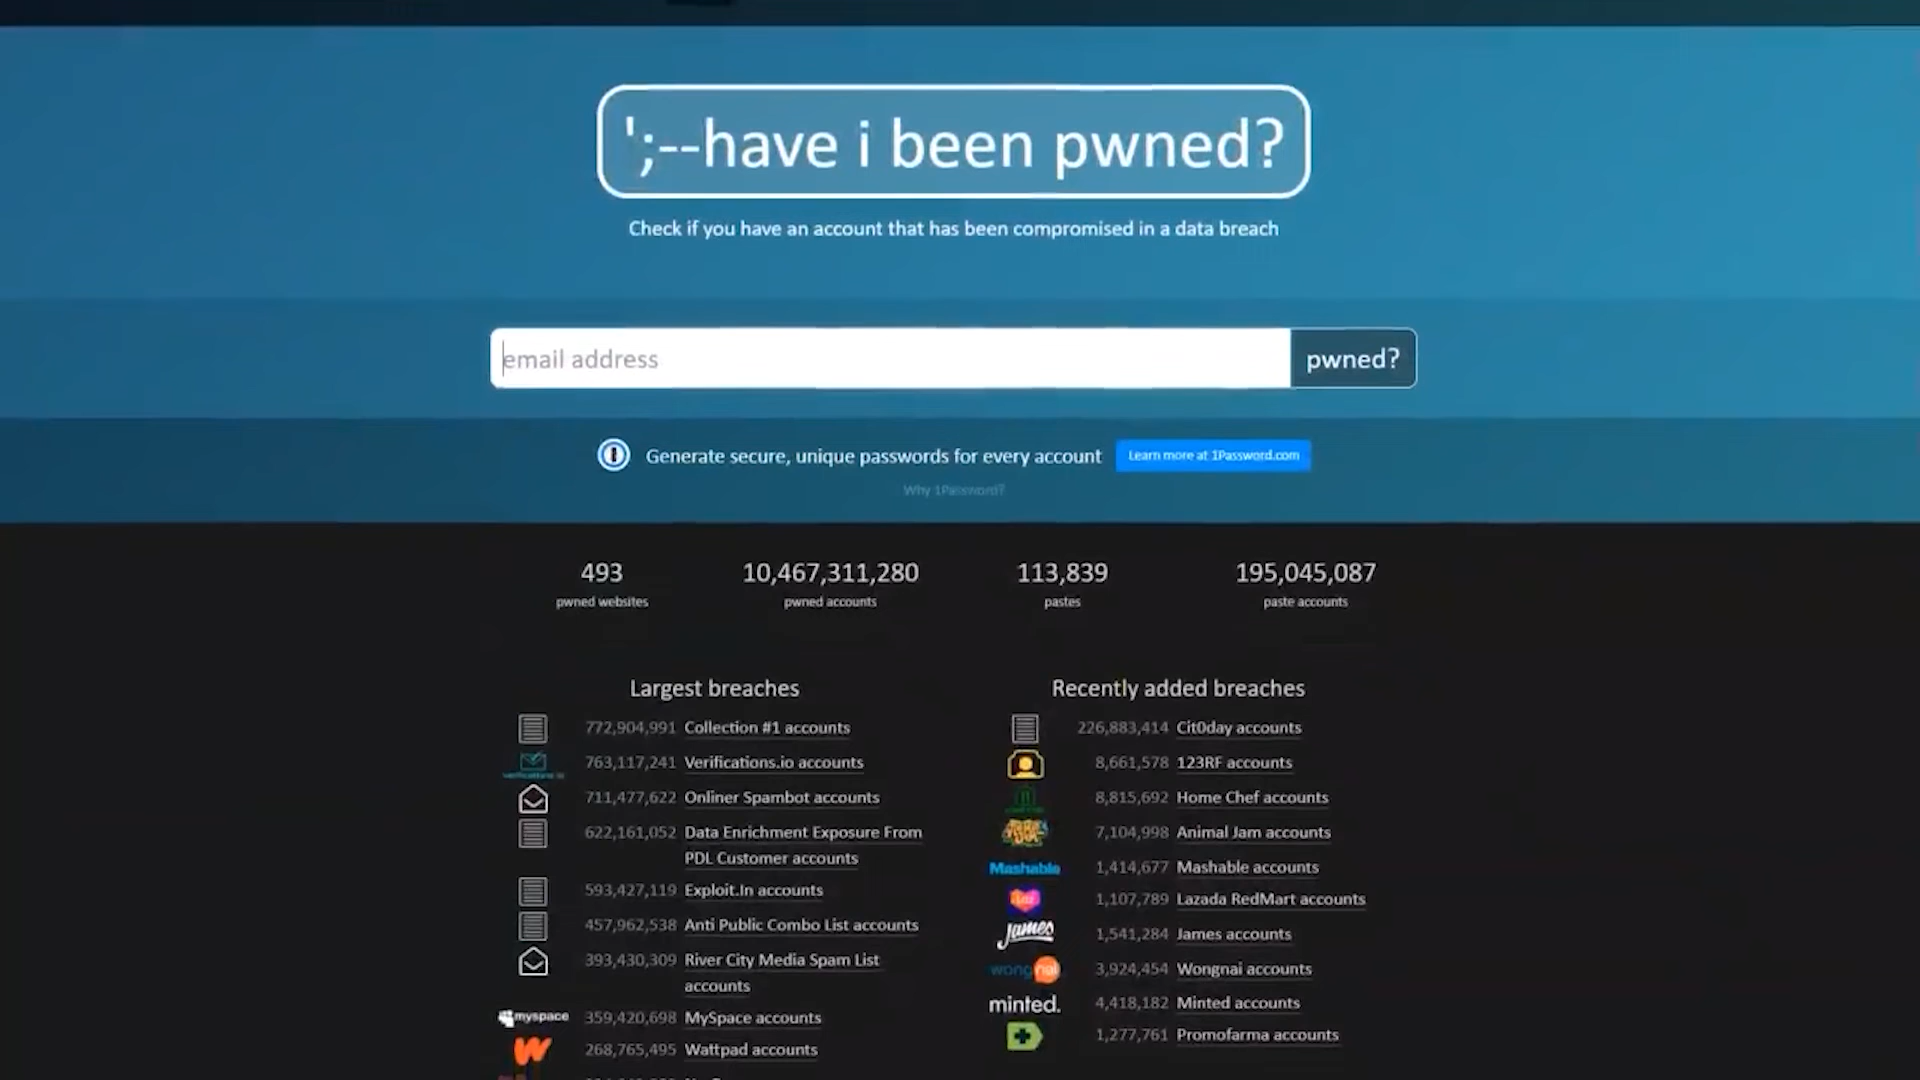 ';--have i been pwned?
Check if you have an account that has been compromised in a data breach
email address
pwned?
Generate secure, unique passwords for every account
Learn more at 1Password.com
Why 1Password?
493
pwned websites
10,467,311,280
pwned accounts
113,839
pastes
195,045,087
paste accounts
Largest breaches
772,904,991 Collection #1 accounts
verifications.io
763,117,241 Verifications.io accounts
711,477,622 Onliner Spambot accounts
622,161,052 Data Enrichment Exposure From
PDL Customer accounts
593,427,119 Exploit.In accounts
457,962,538 Anti Public Combo List accounts
393,430,309 River City Media Spam List
accounts
myspace
359,420,698 MySpace accounts
268,765,495 Wattpad accounts
Recently added breaches
226,883,414 Cit0day accounts
8,661,578 123RF accounts
8,815,692 Home Chef accounts
7,104,998 Animal Jam accounts
Mashable
1,414,677 Mashable accounts
1,107,789 Lazada RedMart accounts
James
1,541,284 James accounts
wongnai
3,924,454 Wongnai accounts
minted.
4,418,182 Minted accounts
1,277,761 Promofarma accounts